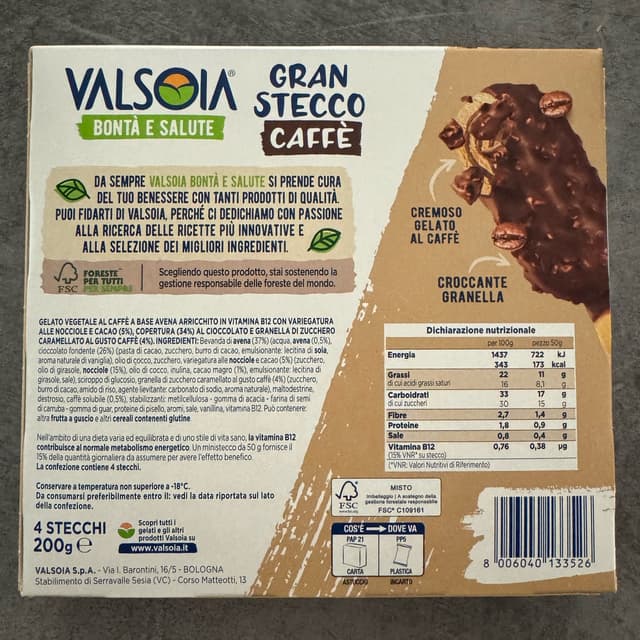 VALSOIA®
BONTÀ E SALUTE
GRAN
STECCO
CAFFÈ
DA SEMPRE VALSOIA BONTÀ E SALUTE SI PRENDE CURA
DEL TUO BENESSERE CON TANTI PRODOTTI DI QUALITÀ.
PUOI FIDARTI DI VALSOIA, PERCHÉ CI DEDICHIAMO CON PASSIONE
ALLA RICERCA DELLE RICETTE PIÙ INNOVATIVE E
ALLA SELEZIONE DEI MIGLIORI INGREDIENTI.
CREMOSO
GELATO
AL CAFFÈ
CROCCANTE
GRANELLA
FSC
FORESTE
PER TUTTI
PER SEMPRE
Scegliendo questo prodotto, stai sostenendo la
gestione responsabile delle foreste del mondo.
GELATO VEGETALE AL CAFFÈ A BASE AVENA ARRICCHITO IN VITAMINA B12 CON VARIEGATURA
ALLE NOCCIOLE E CACAO (5%), COPERTURA (34%) AL CIOCCOLATO E GRANELLA DI ZUCCHERO
CARAMELLATO AL GUSTO CAFFÈ (4%). INGREDIENTI: Bevanda di avena (37%) (acqua, avena (0,5%),
cioccolato fondente (26%) (pasta di cacao, zucchero, burro di cacao, emulsionante: lecitina di soia,
aroma naturale di vaniglia), olio di cocco, zucchero, variegatura alle nocciole e cacao (5%) (zucchero,
olio di girasole, nocciole (15%), olio di cocco, inulina, cacao magro (1%), emulsionante: lecitina di
girasole, sale), sciroppo di glucosio, granella di zucchero caramellato al gusto caffè (4%) (zucchero,
burro di cacao, amido di riso, agente lievitante: carbonato di sodio, aroma naturale), maltodestrine,
destrosio, caffè solubile (0,5%), stabilizzanti: metilcellulosa - gomma di acacia - farina di semi
di carruba - gomma di guar, proteine di pisello, aromi, sale, vanillina, vitamina B12. Può contenere:
altra frutta a guscio e altri cereali contenenti glutine.
Nell'ambito di una dieta varia ed equilibrata e di uno stile di vita sano, la vitamina B12
contribuisce al normale metabolismo energetico. Un ministecco da 50 g fornisce il
15% della quantità giornaliera da assumere per avere l'effetto benefico.
La confezione contiene 4 stecchi.
Conservare a temperatura non superiore a -18°C.
Da consumarsi preferibilmente entro il: vedi la data riportata sul lato
della confezione.
4 STECCHI
200g ℮
Scopri tutti i
gelati e gli altri
prodotti Valsoia su
www.valsoia.it
VALSOIA S.p.A. - Via I. Barontini, 16/5 - BOLOGNA
Stabilimento di Serravalle Sesia (VC) - Corso Matteotti, 13
Dichiarazione nutrizionale
per 100g pezzo 50g
Energia 1437 722 kJ
343 173 kcal
Grassi 22 11 g
di cui acidi grassi saturi 16 8,1 g
Carboidrati 33 17 g
di cui zuccheri 30 15 g
Fibre 2,7 1,4 g
Proteine 1,8 0,9 g
Sale 0,8 0,4 g
Vitamina B12 0,76 0,38 µg
(15% VNR* su stecco)
(*VNR: Valori Nutritivi di Riferimento)
FSC
www.fsc.org
MISTO
Imballaggio | A sostegno della
gestione forestale responsabile
FSC® C109161
COS'È DOVE VA
PAP 21 PP5
CARTA PLASTICA
ASTUCCIO INCARTO
8 006040 133526